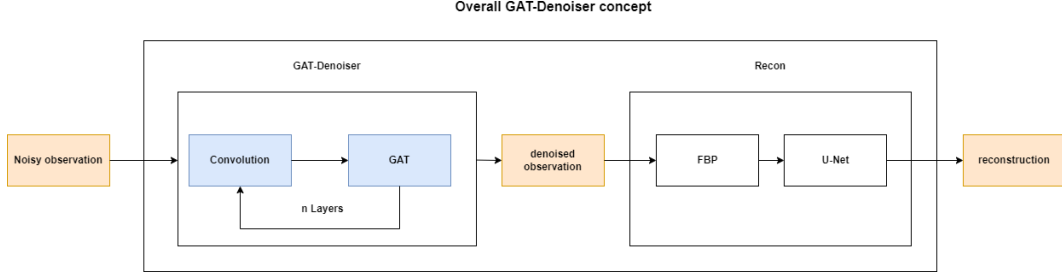 Overall GAT-Denoiser concept
GAT-Denoiser
Recon
Noisy observation
Convolution
GAT
n Layers
denoised
observation
FBP
U-Net
reconstruction